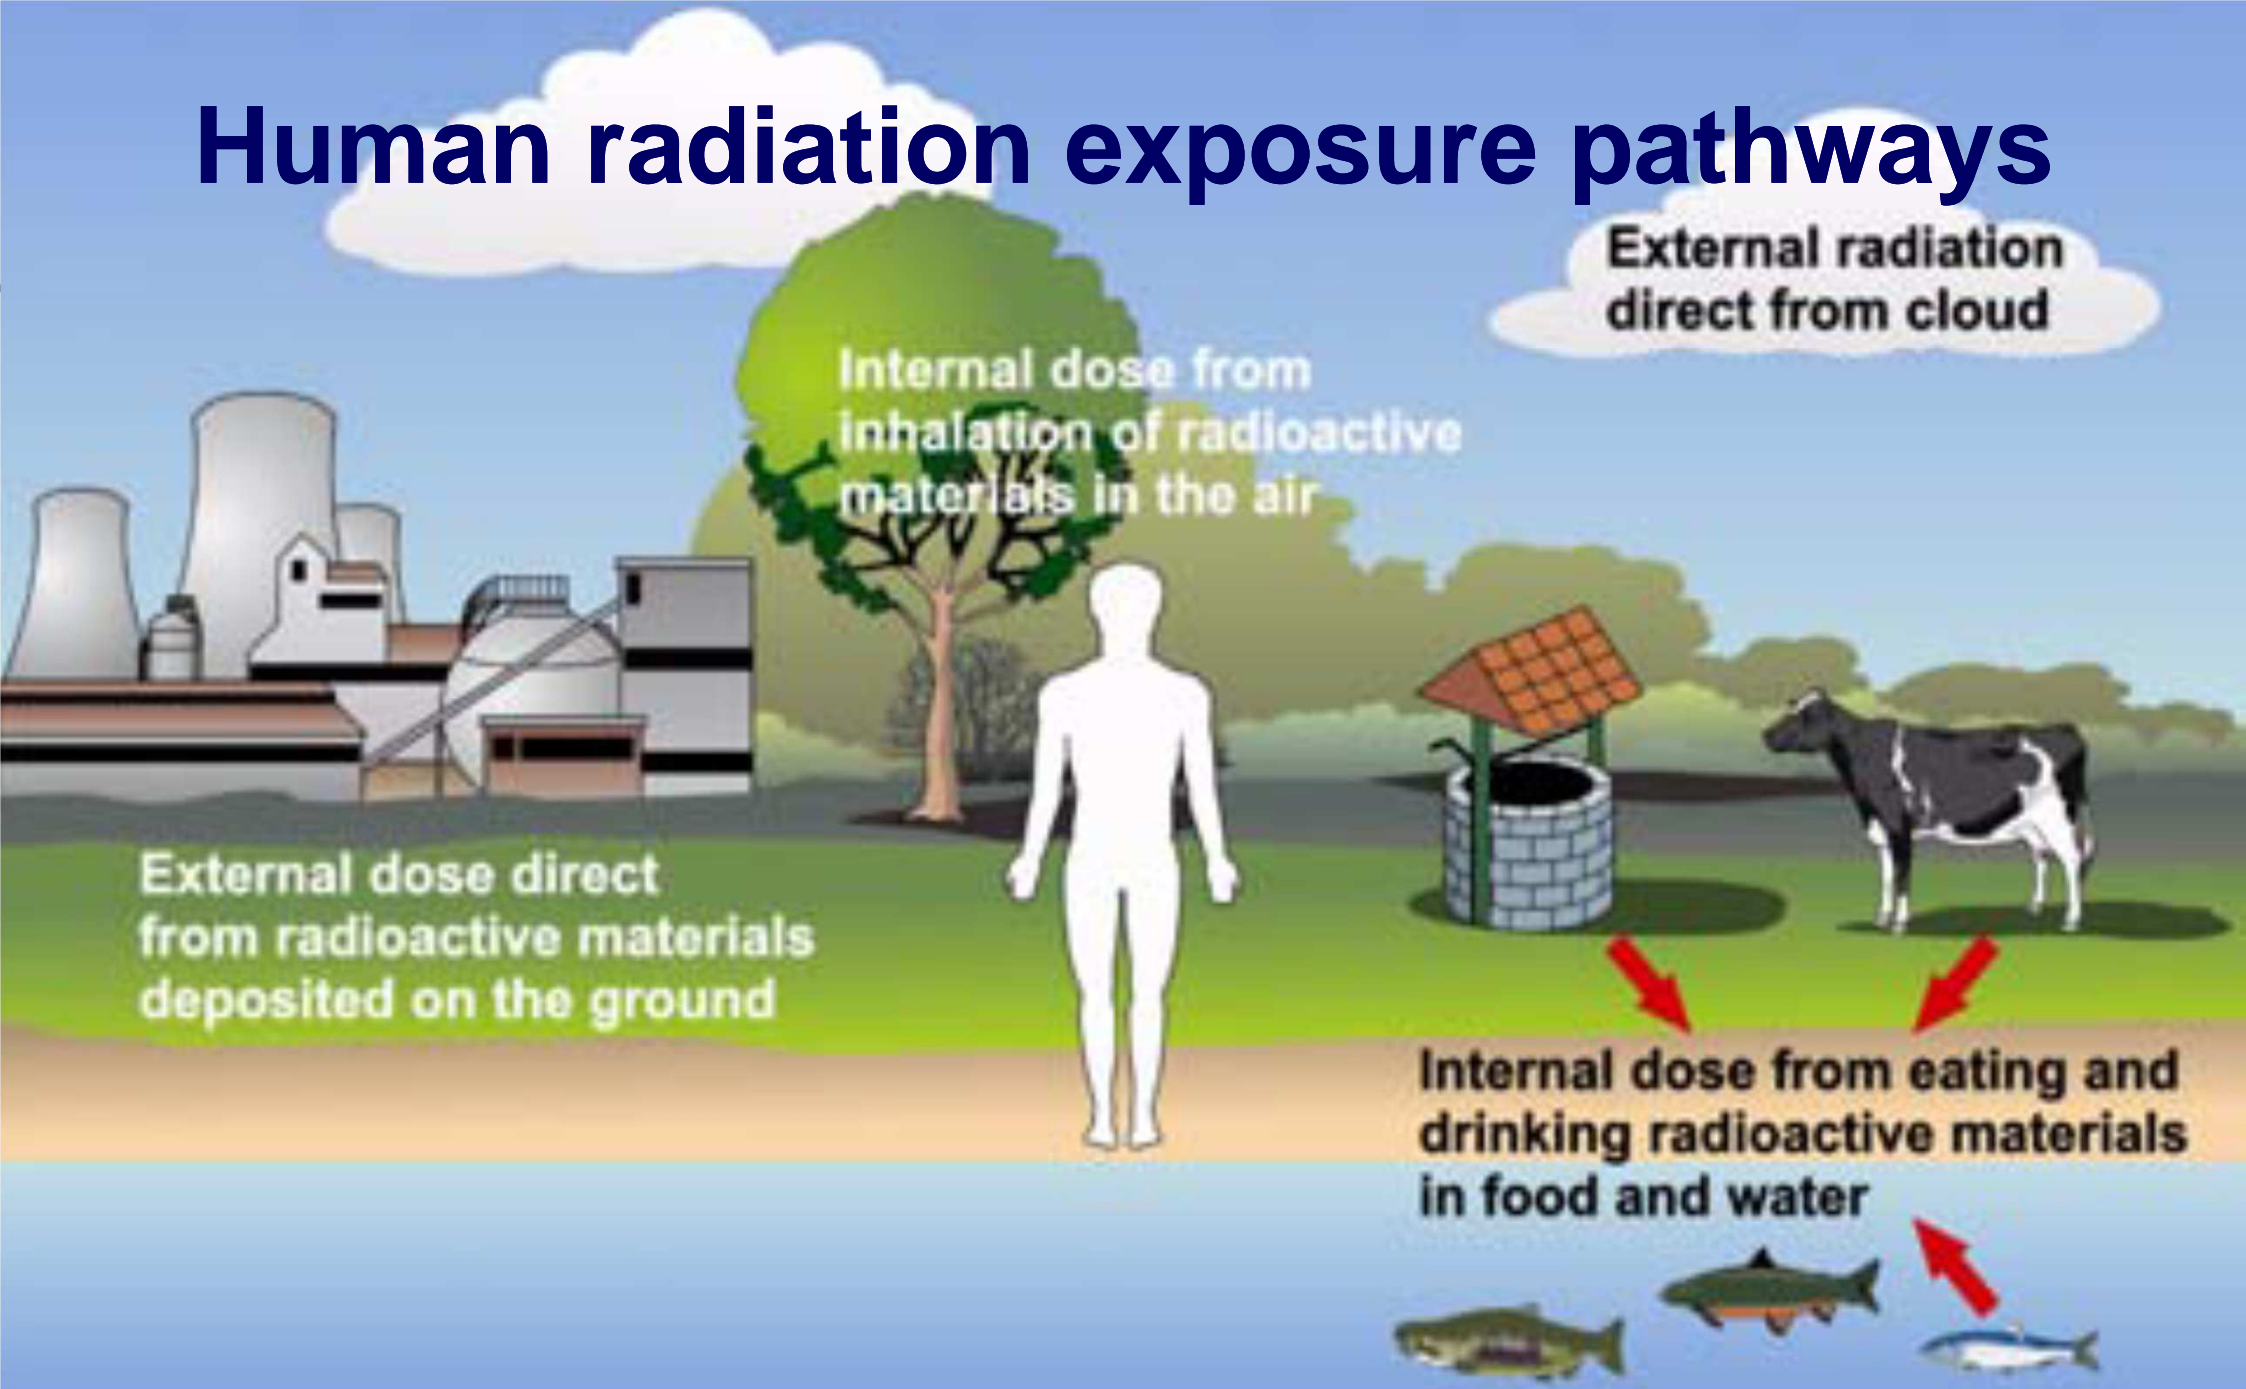 Human radiation exposure pathways
External radiation
direct from cloud
Internal dose from
inhalation of radioactive
materials in the air
External dose direct
from radioactive materials
deposited on the ground
Internal dose from eating and
drinking radioactive materials
in food and water